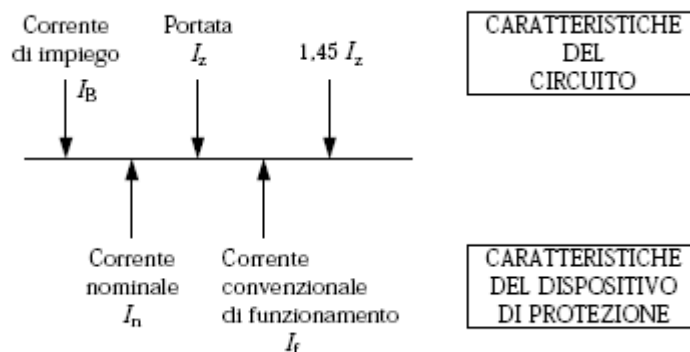 Corrente
di impiego
I_B
Portata
I_z
1,45 I_z
CARATTERISTICHE
DEL
CIRCUITO
Corrente
nominale
I_n
Corrente
convenzionale
di funzionamento
I_f
CARATTERISTICHE
DEL DISPOSITIVO
DI PROTEZIONE